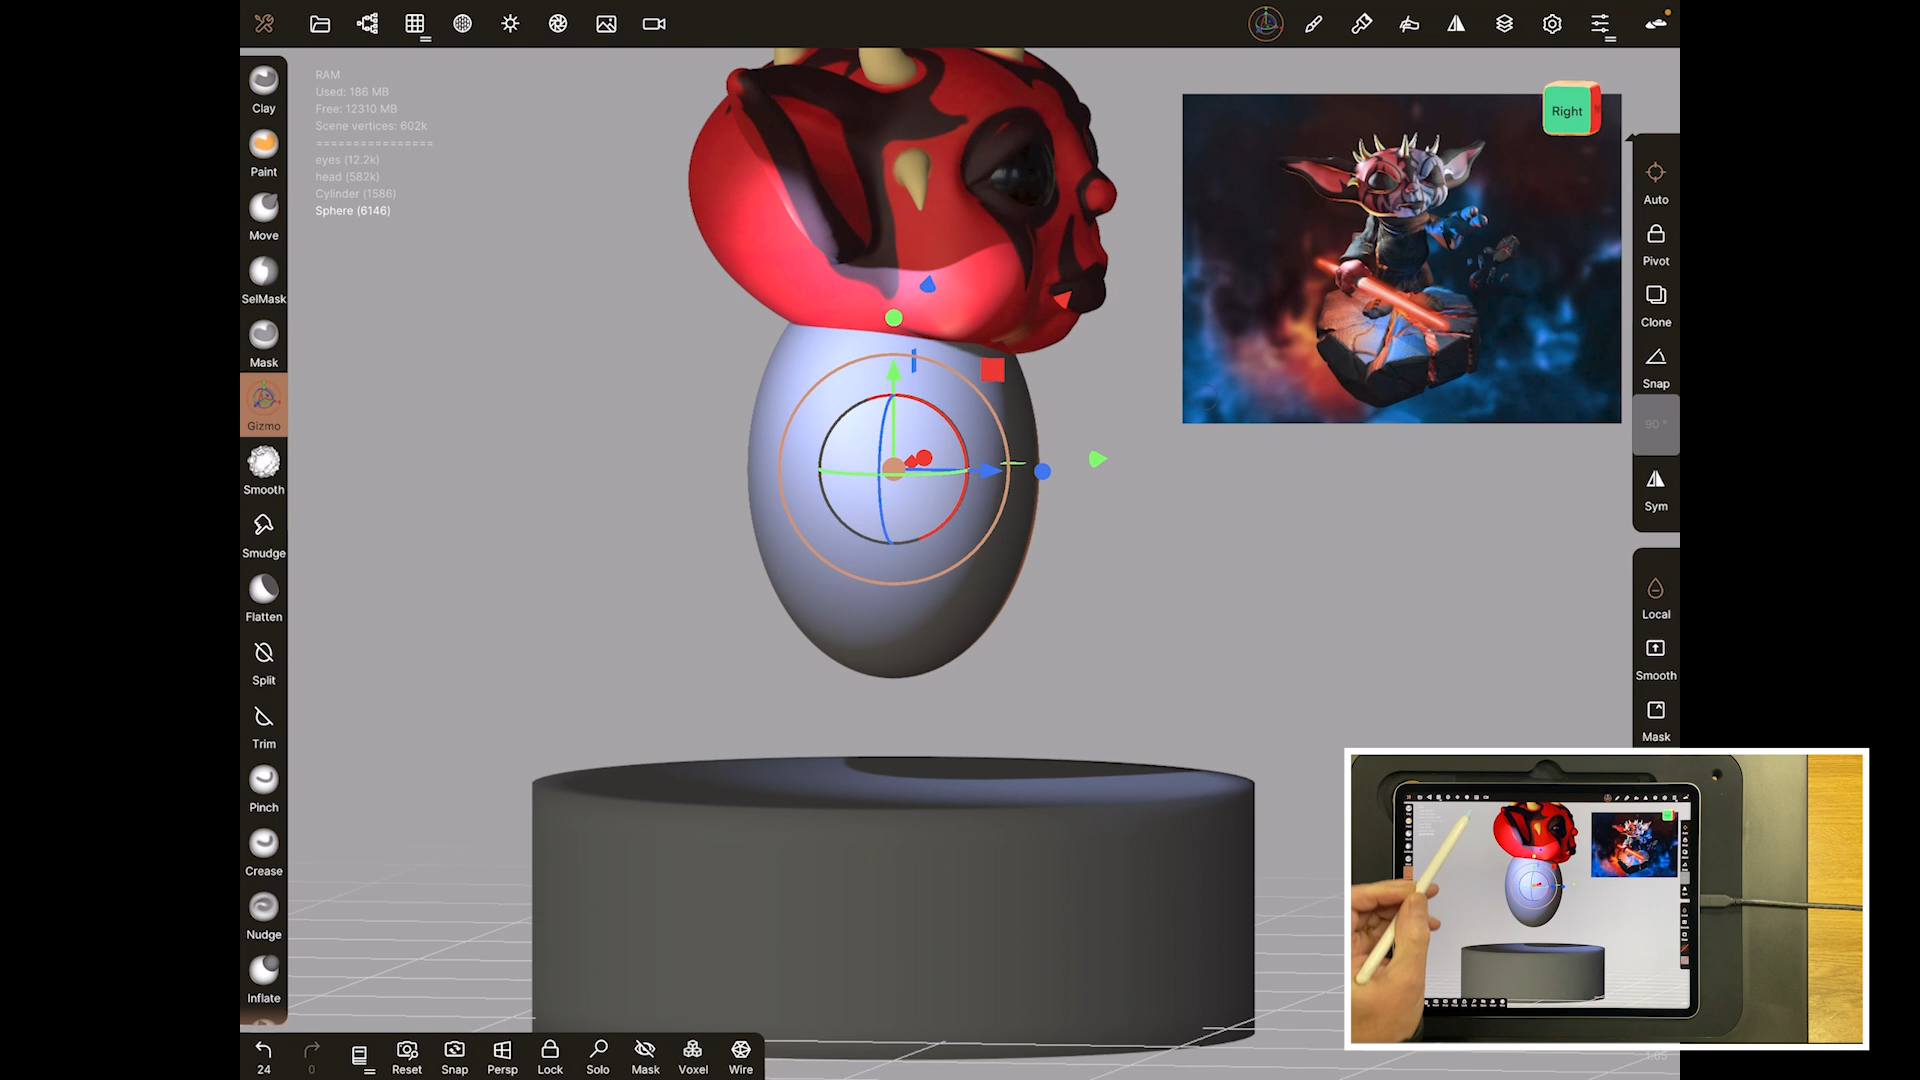 RAM
Used: 186 MB
Free: 12310 MB
Scene vertices: 602k
================
eyes (12.2k)
head (582k)
Cylinder (1586)
Sphere (6146)
Clay
Paint
Move
SelMask
Mask
Gizmo
Smooth
Smudge
Flatten
Split
Trim
Pinch
Crease
Nudge
Inflate
Right
Auto
Pivot
Clone
Snap
90 °
Sym
Local
Smooth
Mask
24
0
Reset
Snap
Persp
Lock
Solo
Mask
Voxel
Wire